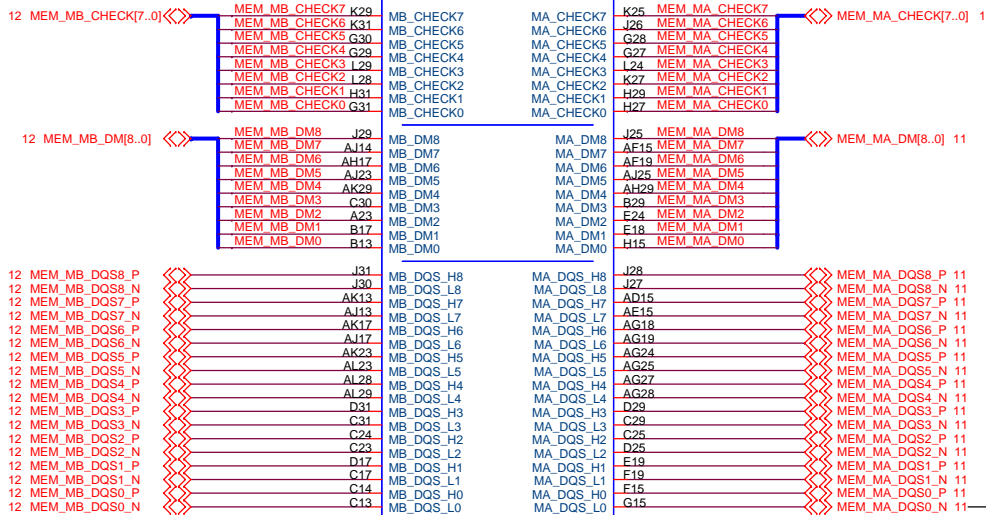 12 MEM_MB_CHECK[7..0] MEM_MB_CHECK7 K29 MB_CHECK7 MA_CHECK7 K25 MEM_MA_CHECK7 MEM_MA_CHECK[7..0] 1
MEM_MB_CHECK6 K31 MB_CHECK6 MA_CHECK6 J26 MEM_MA_CHECK6
MEM_MB_CHECK5 G30 MB_CHECK5 MA_CHECK5 G28 MEM_MA_CHECK5
MEM_MB_CHECK4 G29 MB_CHECK4 MA_CHECK4 G27 MEM_MA_CHECK4
MEM_MB_CHECK3 L29 MB_CHECK3 MA_CHECK3 L24 MEM_MA_CHECK3
MEM_MB_CHECK2 L28 MB_CHECK2 MA_CHECK2 K27 MEM_MA_CHECK2
MEM_MB_CHECK1 H31 MB_CHECK1 MA_CHECK1 H29 MEM_MA_CHECK1
MEM_MB_CHECK0 G31 MB_CHECK0 MA_CHECK0 H27 MEM_MA_CHECK0
12 MEM_MB_DM[8..0] MEM_MB_DM8 J29 MB_DM8 MA_DM8 J25 MEM_MA_DM8 MEM_MA_DM[8..0] 11
MEM_MB_DM7 AJ14 MB_DM7 MA_DM7 AF15 MEM_MA_DM7
MEM_MB_DM6 AH17 MB_DM6 MA_DM6 AF19 MEM_MA_DM6
MEM_MB_DM5 AJ23 MB_DM5 MA_DM5 AJ25 MEM_MA_DM5
MEM_MB_DM4 AK29 MB_DM4 MA_DM4 AH29 MEM_MA_DM4
MEM_MB_DM3 C30 MB_DM3 MA_DM3 B29 MEM_MA_DM3
MEM_MB_DM2 A23 MB_DM2 MA_DM2 E24 MEM_MA_DM2
MEM_MB_DM1 B17 MB_DM1 MA_DM1 E18 MEM_MA_DM1
MEM_MB_DM0 B13 MB_DM0 MA_DM0 H15 MEM_MA_DM0
12 MEM_MB_DQS8_P J31 MB_DQS_H8 MA_DQS_H8 J28 MEM_MA_DQS8_P 11
12 MEM_MB_DQS8_N J30 MB_DQS_L8 MA_DQS_L8 J27 MEM_MA_DQS8_N 11
12 MEM_MB_DQS7_P AK13 MB_DQS_H7 MA_DQS_H7 AD15 MEM_MA_DQS7_P 11
12 MEM_MB_DQS7_N AJ13 MB_DQS_L7 MA_DQS_L7 AE15 MEM_MA_DQS7_N 11
12 MEM_MB_DQS6_P AK17 MB_DQS_H6 MA_DQS_H6 AG18 MEM_MA_DQS6_P 11
12 MEM_MB_DQS6_N AJ17 MB_DQS_L6 MA_DQS_L6 AG19 MEM_MA_DQS6_N 11
12 MEM_MB_DQS5_P AK23 MB_DQS_H5 MA_DQS_H5 AG24 MEM_MA_DQS5_P 11
12 MEM_MB_DQS5_N AL23 MB_DQS_L5 MA_DQS_L5 AG25 MEM_MA_DQS5_N 11
12 MEM_MB_DQS4_P AL28 MB_DQS_H4 MA_DQS_H4 AG27 MEM_MA_DQS4_P 11
12 MEM_MB_DQS4_N AL29 MB_DQS_L4 MA_DQS_L4 AG28 MEM_MA_DQS4_N 11
12 MEM_MB_DQS3_P D31 MB_DQS_H3 MA_DQS_H3 D29 MEM_MA_DQS3_P 11
12 MEM_MB_DQS3_N C31 MB_DQS_L3 MA_DQS_L3 C29 MEM_MA_DQS3_N 11
12 MEM_MB_DQS2_P C24 MB_DQS_H2 MA_DQS_H2 C25 MEM_MA_DQS2_P 11
12 MEM_MB_DQS2_N C23 MB_DQS_L2 MA_DQS_L2 D25 MEM_MA_DQS2_N 11
12 MEM_MB_DQS1_P D17 MB_DQS_H1 MA_DQS_H1 E19 MEM_MA_DQS1_P 11
12 MEM_MB_DQS1_N C17 MB_DQS_L1 MA_DQS_L1 F19 MEM_MA_DQS1_N 11
12 MEM_MB_DQS0_P C14 MB_DQS_H0 MA_DQS_H0 F15 MEM_MA_DQS0_P 11
12 MEM_MB_DQS0_N C13 MB_DQS_L0 MA_DQS_L0 G15 MEM_MA_DQS0_N 11